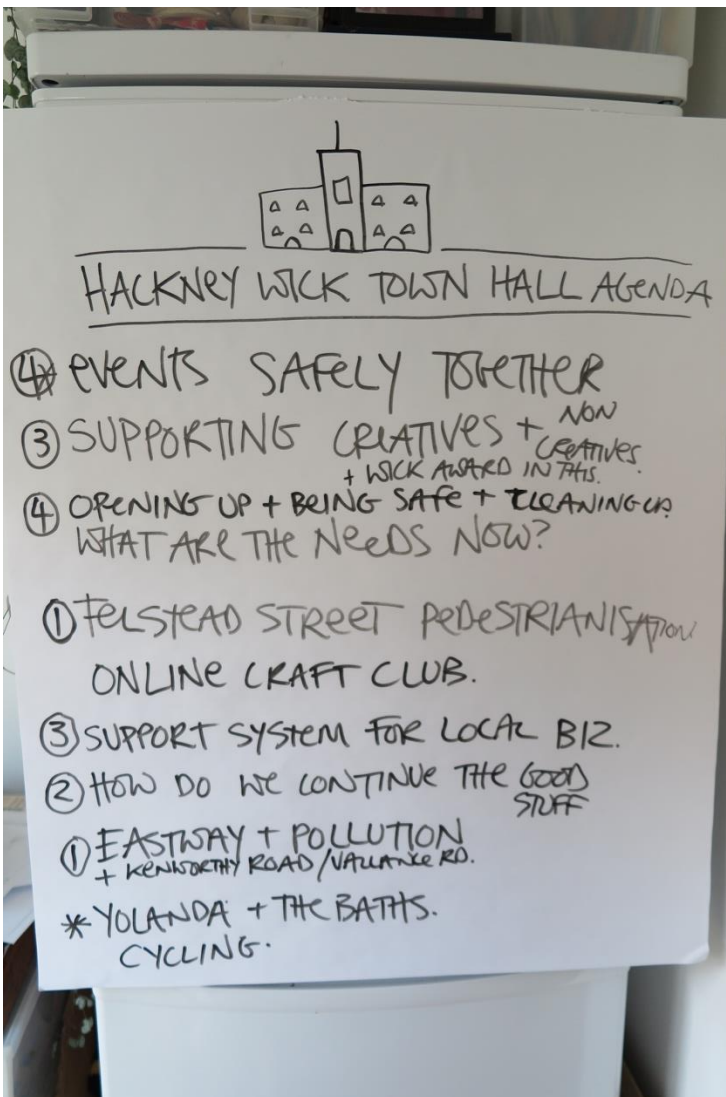 HACKNEY WICK TOWN HALL AGENDA
④* EVENTS SAFELY TOGETHER
③ SUPPORTING CREATIVES + NON CREATIVES.
+ WICK AWARD IN THIS.
④ OPENING UP + BEING SAFE + CLEANING UP.
WHAT ARE THE NEEDS NOW?
① FELSTEAD STREET PEDESTRIANISATION
ONLINE CRAFT CLUB.
③ SUPPORT SYSTEM FOR LOCAL BIZ.
② HOW DO WE CONTINUE THE GOOD
STUFF
① EASTWAY + POLLUTION
+ KENWORTHY ROAD/VALLANCE RD.
* YOLANDA + THE BATHS.
CYCLING.